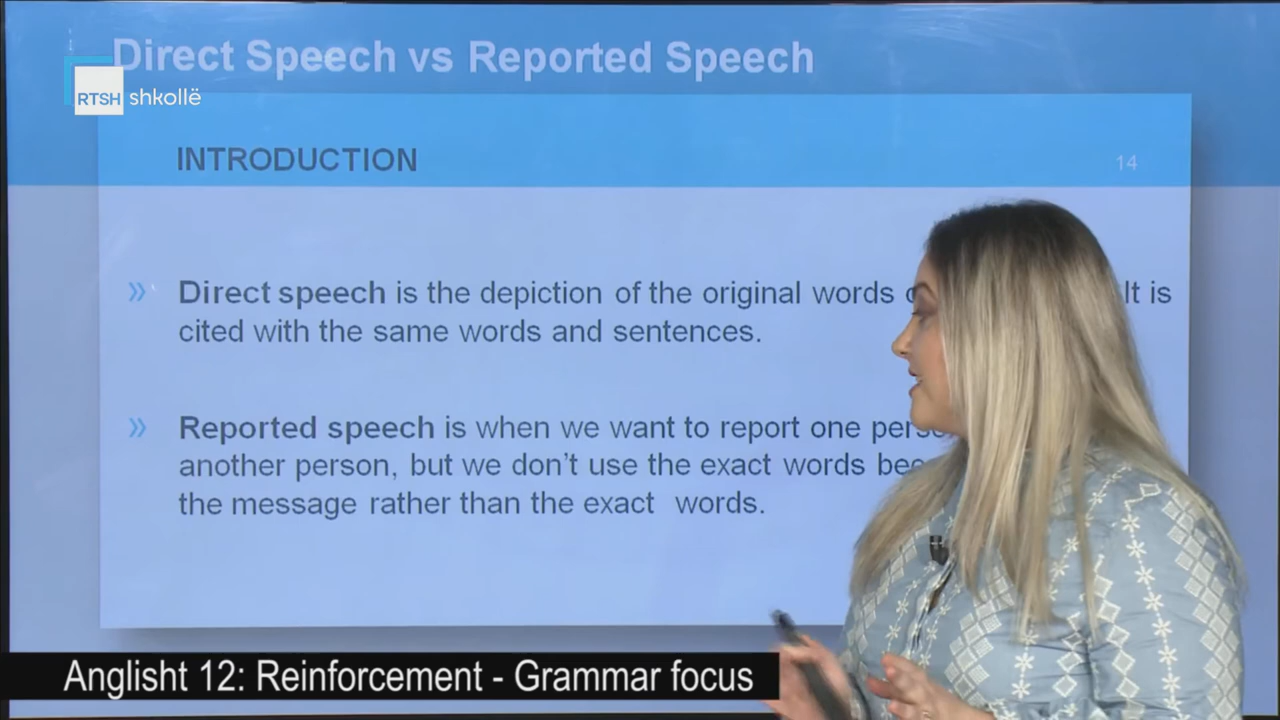 Direct Speech vs Reported Speech
RTSH shkollë
INTRODUCTION
14
» Direct speech is the depiction of the original words It is
cited with the same words and sentences.
» Reported speech is when we want to report one
another person, but we don't use the exact words
the message rather than the exact words.
Anglisht 12: Reinforcement - Grammar focus